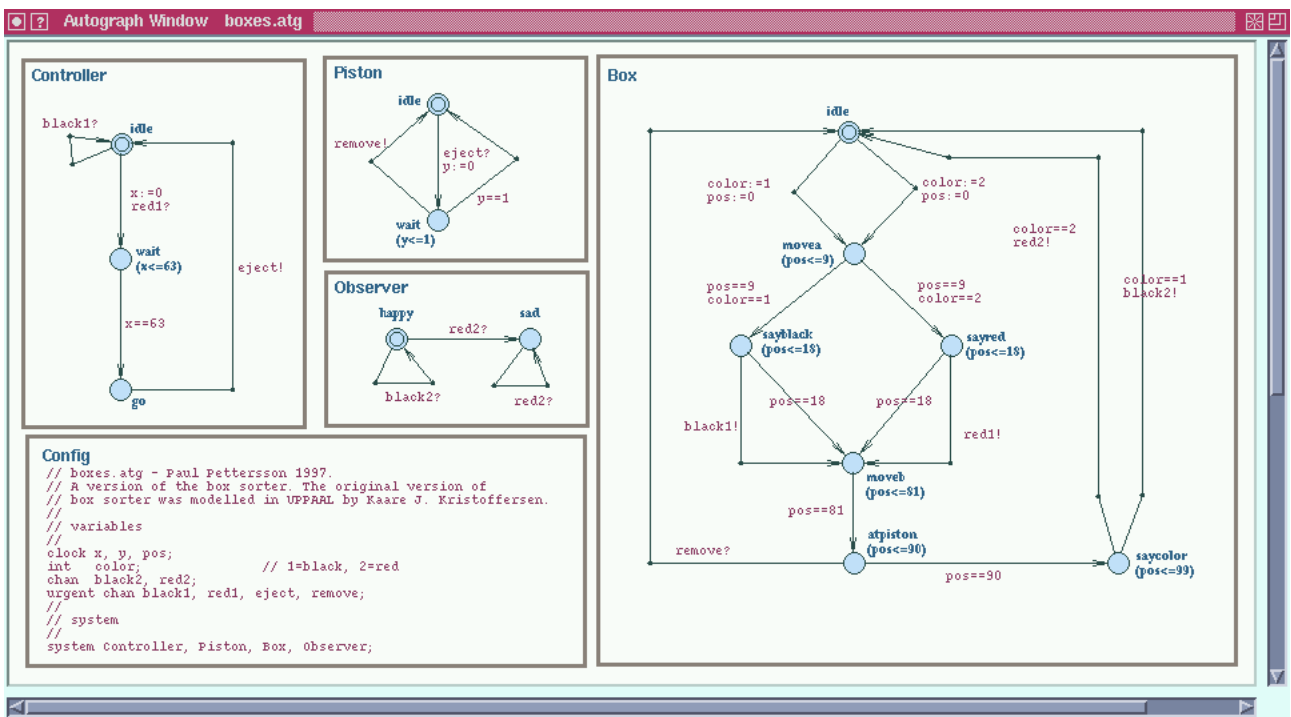 Autograph Window boxes.atg
Controller
idle
black1?
x:=0
red1?
wait
(x<=63)
eject!
x==63
go
Piston
idle
remove!
eject?
y:=0
y==1
wait
(y<=1)
Observer
happy
sad
red2?
black2?
red2?
Config
// boxes.atg - Paul Pettersson 1997.
// A version of the box sorter. The original version of
// box sorter was modelled in UPPAAL by Kaare J. Kristoffersen.
//
// variables
//
clock x, y, pos;
int color; // 1=black, 2=red
chan black2, red2;
urgent chan black1, red1, eject, remove;
//
// system
//
system Controller, Piston, Box, Observer;
Box
idle
color:=1
pos:=0
color:=2
pos:=0
color==2
red2!
movea
(pos<=9)
color==1
black2!
pos==9
color==1
pos==9
color==2
sayblack
(pos<=18)
sayred
(pos<=18)
pos==18
pos==18
black1!
red1!
moveb
(pos<=81)
pos==81
atpiston
(pos<=90)
remove?
saycolor
(pos<=99)
pos==90